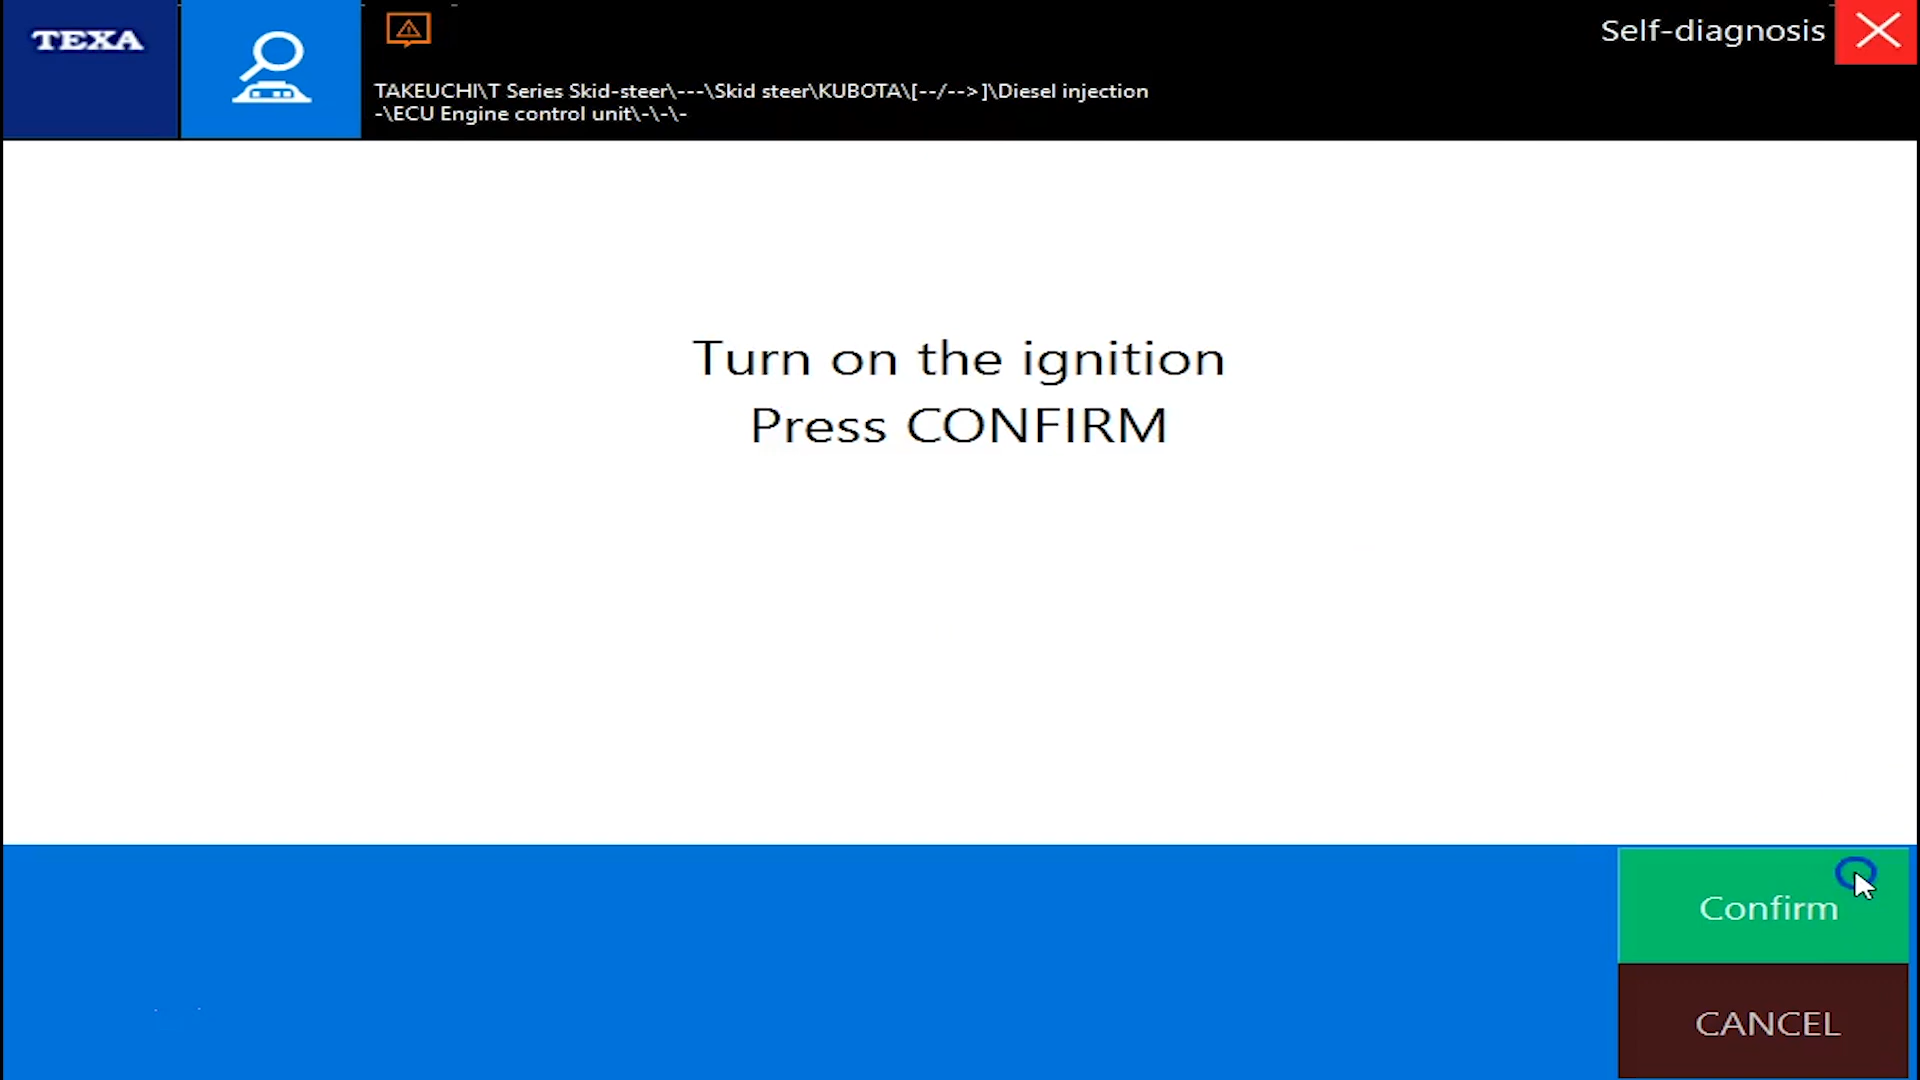 TEXA
Self-diagnosis
TAKEUCHI\T Series Skid-steer\---\Skid steer\KUBOTA\[--/-->]\Diesel injection
-\ECU Engine control unit\-\-\-
Turn on the ignition
Press CONFIRM
Confirm
CANCEL